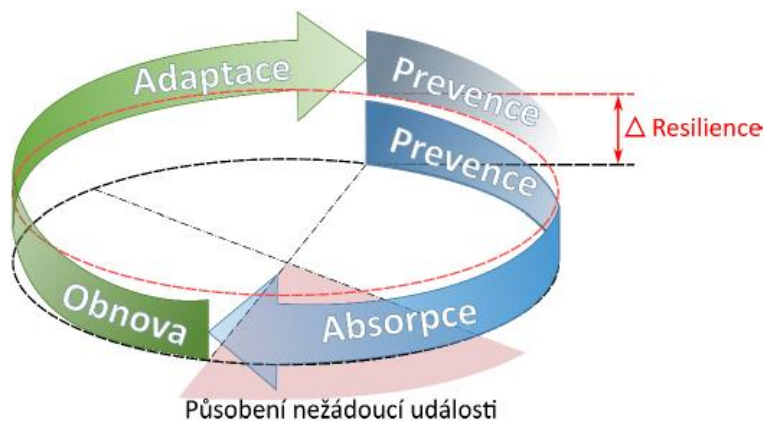 Adaptace
Prevence
△ Resilience
Prevence
Obnova
Absorpce
Působení nežádoucí události